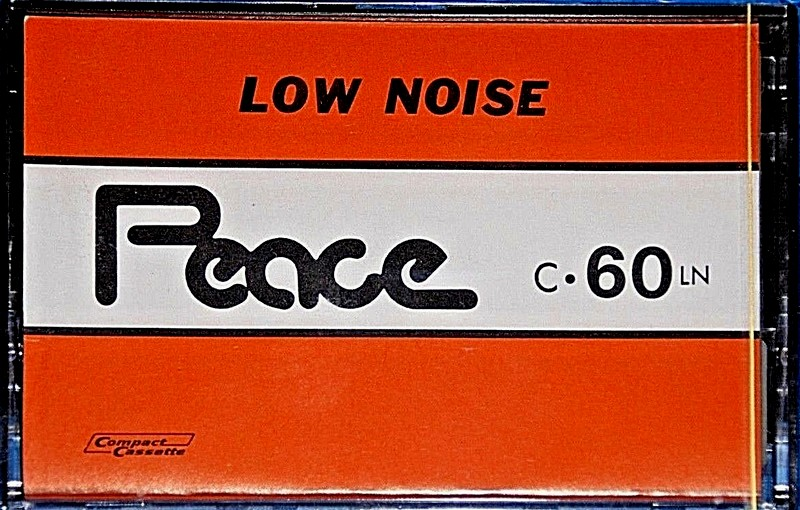 LOW NOISE
Peace
C·60 LN
Compact
Cassette